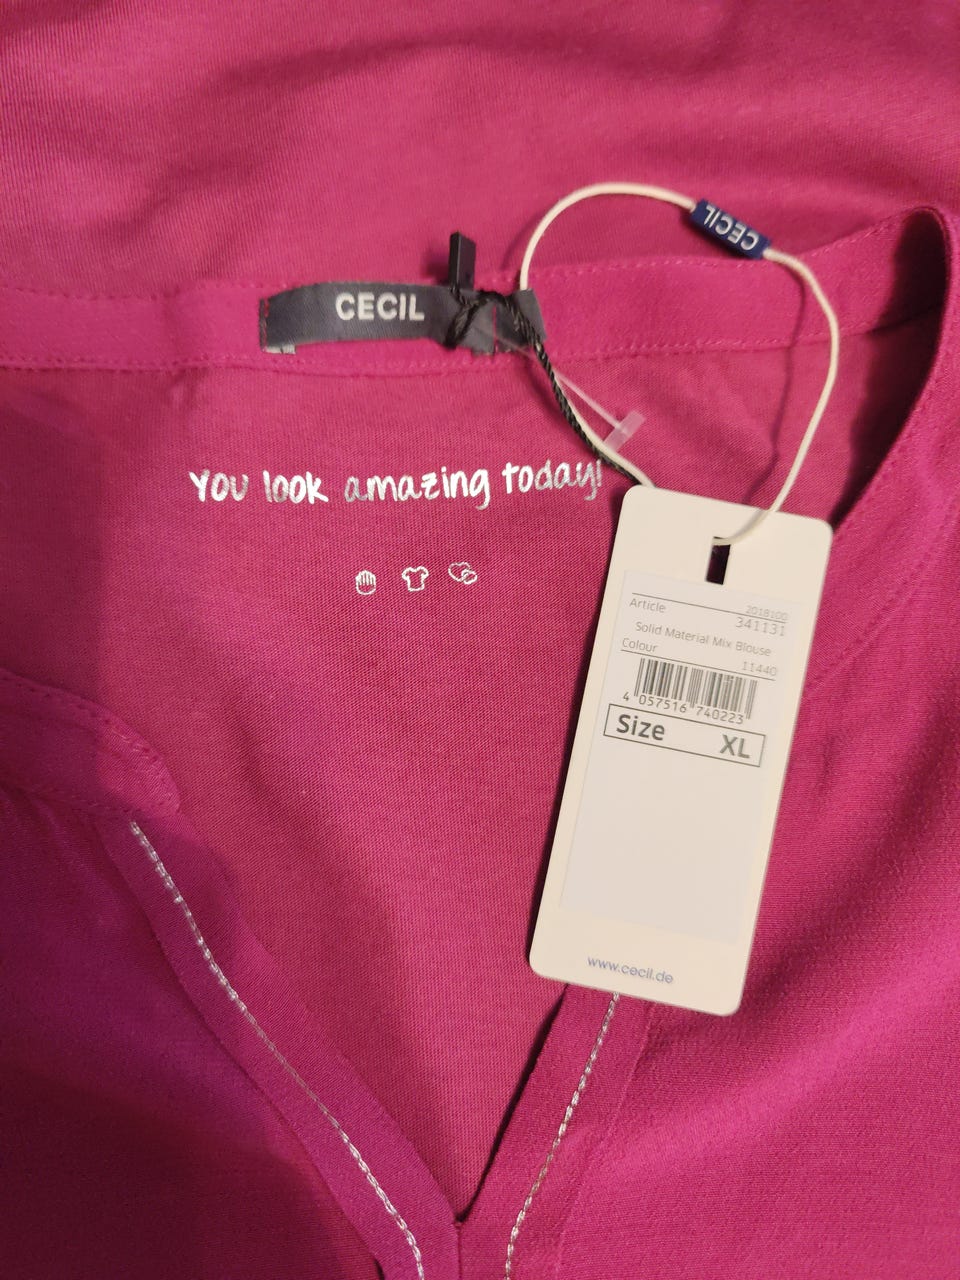 CECIL
CECIL
You look amazing today!
Article
2018100
341131
Solid Material Mix Blouse
Colour
11440
4 057516 740223
Size XL
www.cecil.de